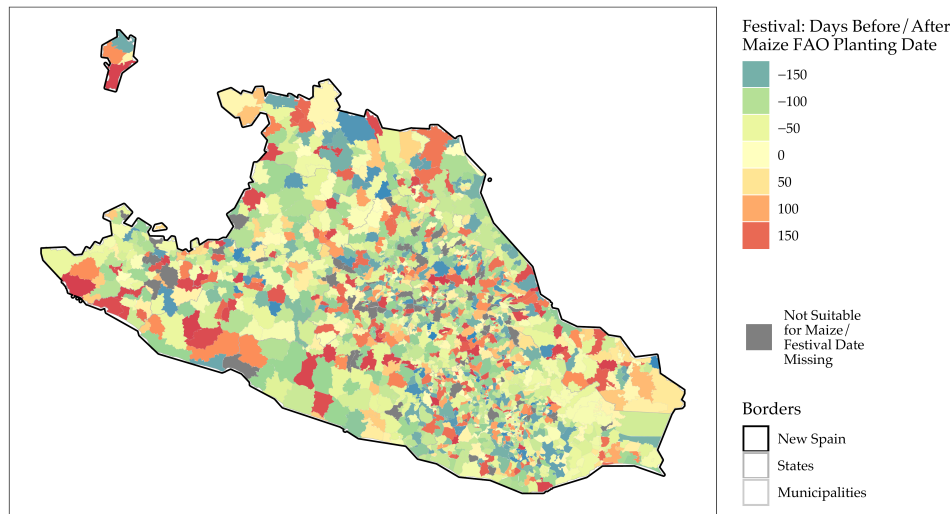 Festival: Days Before/After
Maize FAO Planting Date
−150
−100
−50
0
50
100
150
Not Suitable
for Maize/
Festival Date
Missing
Borders
New Spain
States
Municipalities